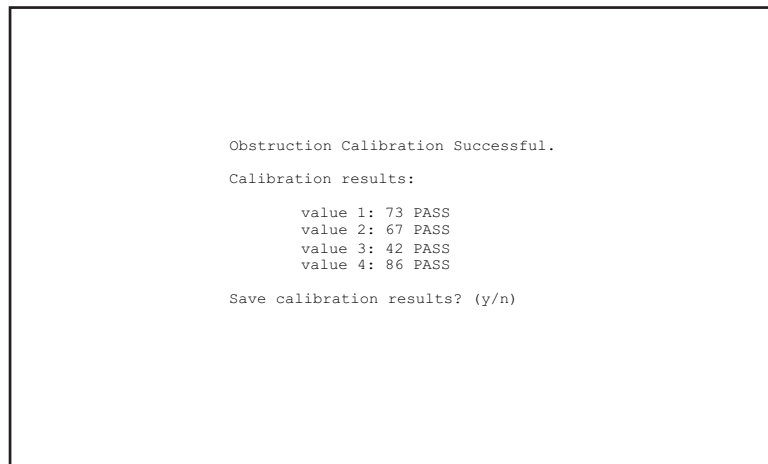 Obstruction Calibration Successful.
Calibration results:
value 1: 73 PASS
value 2: 67 PASS
value 3: 42 PASS
value 4: 86 PASS
Save calibration results? (y/n)